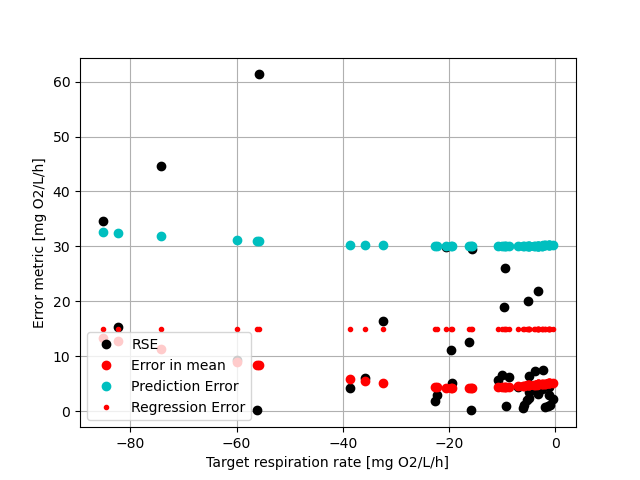 60
50
40
30
20
10
0
Error metric [mg O2/L/h]
RSE
Error in mean
Prediction Error
Regression Error
−80
−60
−40
−20
0
Target respiration rate [mg O2/L/h]